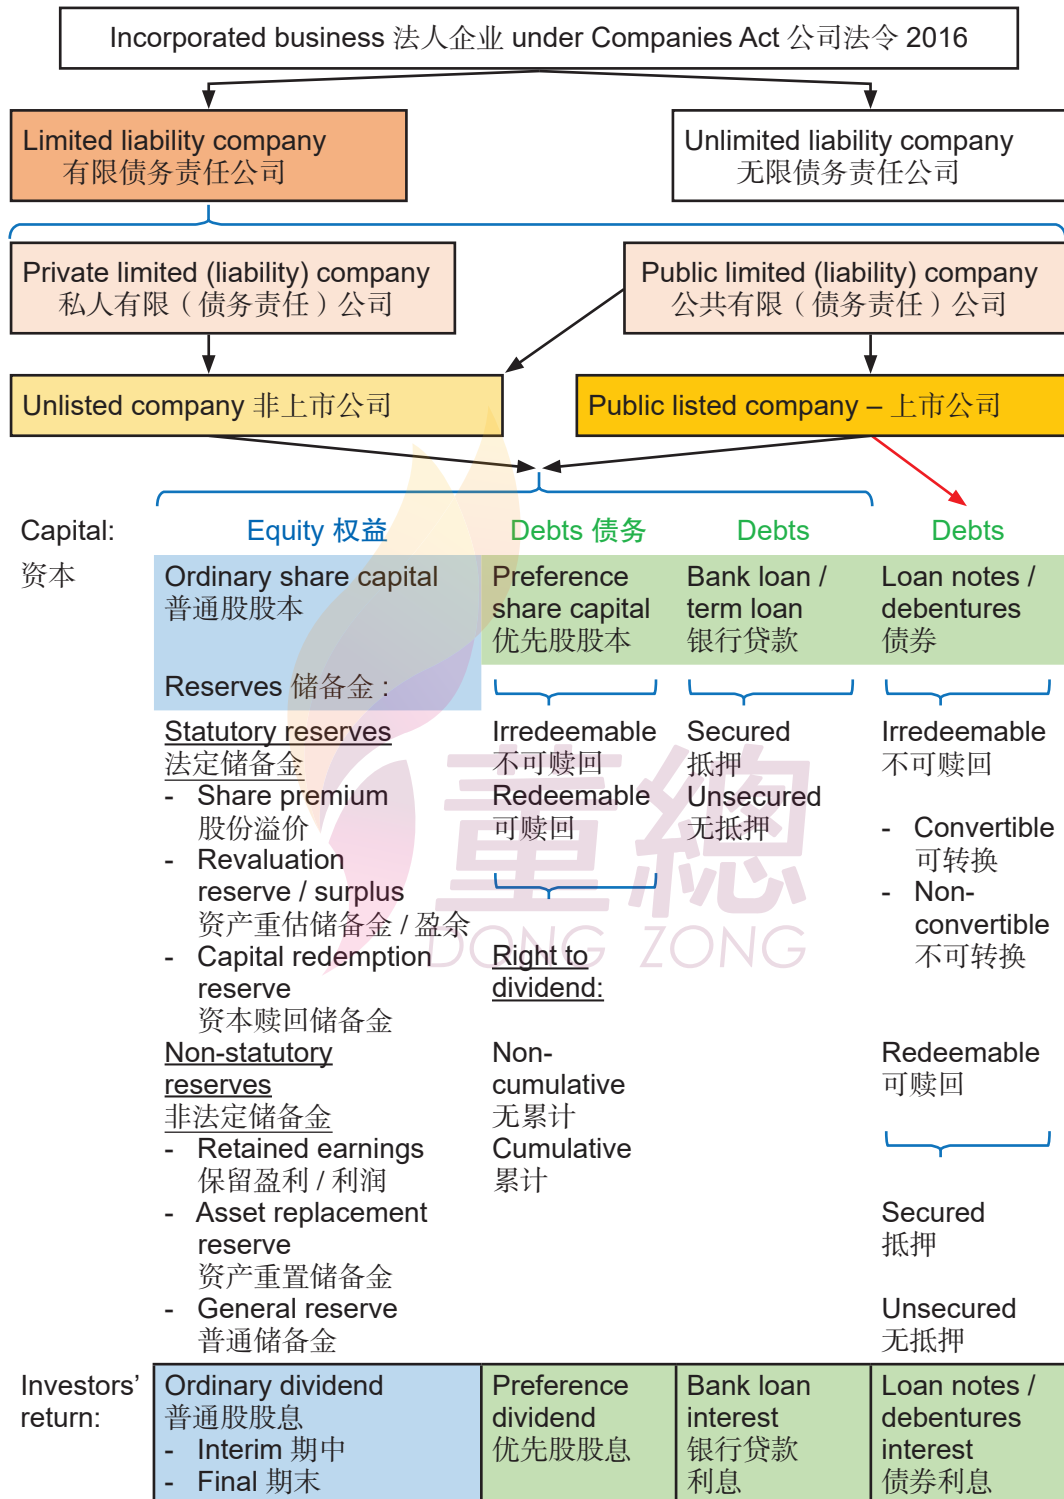 Incorporated business 法人企业 under Companies Act 公司法令 2016
Limited liability company
有限债务责任公司
Unlimited liability company
无限债务责任公司
Private limited (liability) company
私人有限（债务责任）公司
Public limited (liability) company
公共有限（债务责任）公司
Unlisted company 非上市公司
Public listed company – 上市公司
Capital:
资本
Equity 权益
Debts 债务
Debts
Debts
Ordinary share capital
普通股股本
Reserves 储备金 :
Preference
share capital
优先股股本
Bank loan /
term loan
银行贷款
Loan notes /
debentures
债券
Statutory reserves
法定储备金
- Share premium
股份溢价
- Revaluation
reserve / surplus
资产重估储备金 / 盈余
- Capital redemption
reserve
资本赎回储备金
Non-statutory
reserves
非法定储备金
- Retained earnings
保留盈利 / 利润
- Asset replacement
reserve
资产重置储备金
- General reserve
普通储备金
Irredeemable
不可赎回
Redeemable
可赎回
Right to
dividend:
Non-
cumulative
无累计
Cumulative
累计
Secured
抵押
Unsecured
无抵押
Irredeemable
不可赎回
- Convertible
可转换
- Non-
convertible
不可转换
Redeemable
可赎回
Secured
抵押
Unsecured
无抵押
董總
DONG ZONG
Investors'
return:
Ordinary dividend
普通股股息
- Interim 期中
- Final 期末
Preference
dividend
优先股股息
Bank loan
interest
银行贷款
利息
Loan notes /
debentures
interest
债券利息